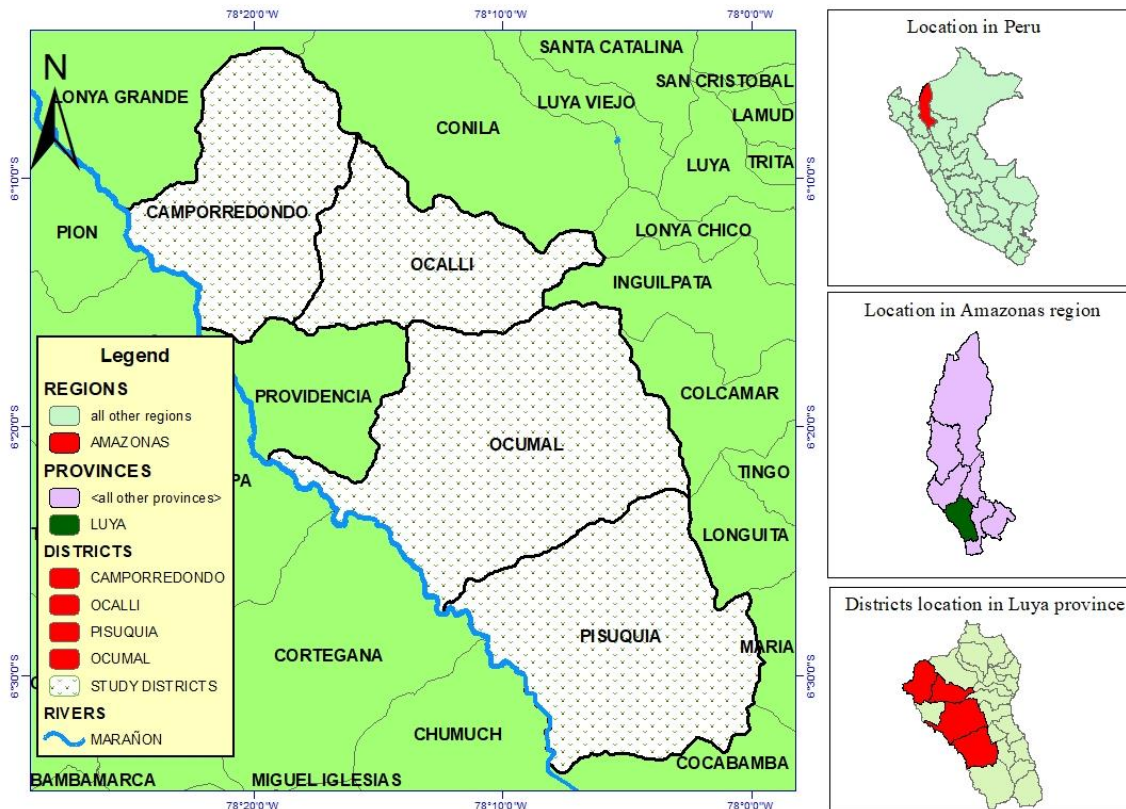 78°20'0"W
78°10'0"W
78°0'0"W
N
LONYA GRANDE
SANTA CATALINA
SAN CRISTOBAL
LUYA VIEJO
LAMUD
CONILA
LUYA
TRITA
6°10'0"S
6°10'0"S
CAMPORREDONDO
PION
LONYA CHICO
OCALLI
INGUILPATA
PROVIDENCIA
COLCAMAR
6°20'0"S
6°20'0"S
OCUMAL
TINGO
PA
LONGUITA
PISUQUIA
MARIA
CORTEGANA
6°30'0"S
6°30'0"S
CHUMUCH
COCABAMBA
BAMBAMARCA
MIGUEL IGLESIAS
78°20'0"W
78°10'0"W
78°0'0"W
Legend
REGIONS
all other regions
AMAZONAS
PROVINCES
<all other provinces>
LUYA
DISTRICTS
CAMPORREDONDO
OCALLI
PISUQUIA
OCUMAL
STUDY DISTRICTS
RIVERS
MARAÑON
Location in Peru
Location in Amazonas region
Districts location in Luya province